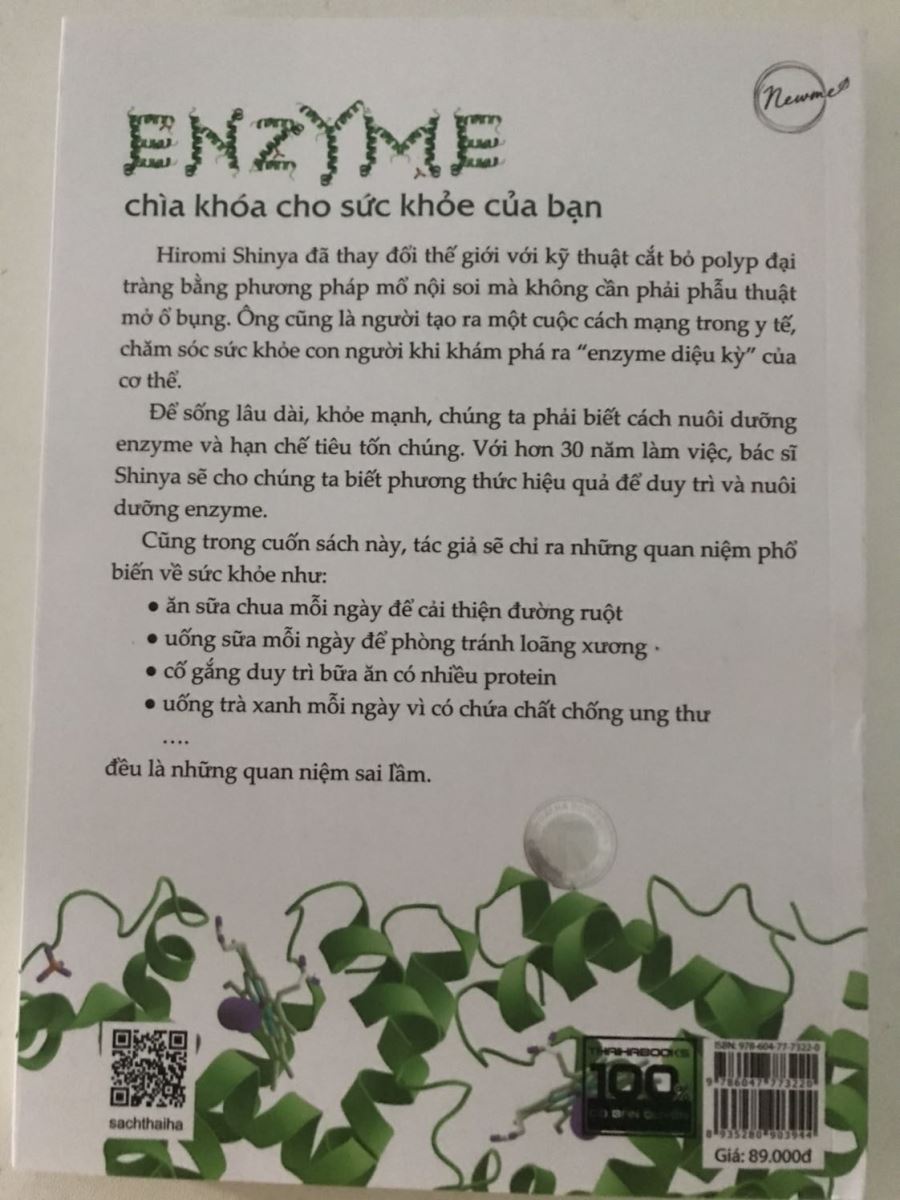 Newme
ENZYME
chìa khóa cho sức khỏe của bạn
Hiromi Shinya đã thay đổi thế giới với kỹ thuật cắt bỏ polyp đại
tràng bằng phương pháp mổ nội soi mà không cần phải phẫu thuật
mở ổ bụng. Ông cũng là người tạo ra một cuộc cách mạng trong y tế,
chăm sóc sức khỏe con người khi khám phá ra “enzyme diệu kỳ” của
cơ thể.
Để sống lâu dài, khỏe mạnh, chúng ta phải biết cách nuôi dưỡng
enzyme và hạn chế tiêu tốn chúng. Với hơn 30 năm làm việc, bác sĩ
Shinya sẽ cho chúng ta biết phương thức hiệu quả để duy trì và nuôi
dưỡng enzyme.
Cũng trong cuốn sách này, tác giả sẽ chỉ ra những quan niệm phổ
biến về sức khỏe như:
• ăn sữa chua mỗi ngày để cải thiện đường ruột
• uống sữa mỗi ngày để phòng tránh loãng xương
• cố gắng duy trì bữa ăn có nhiều protein
• uống trà xanh mỗi ngày vì có chứa chất chống ung thư
....
đều là những quan niệm sai lầm.
sachthaiha
THAIHABOOKS
100%
CÓ BẢN QUYỀN
ISBN: 978-604-77-7322-0
9 786047 773220
8 935280 903944
Giá: 89.000đ